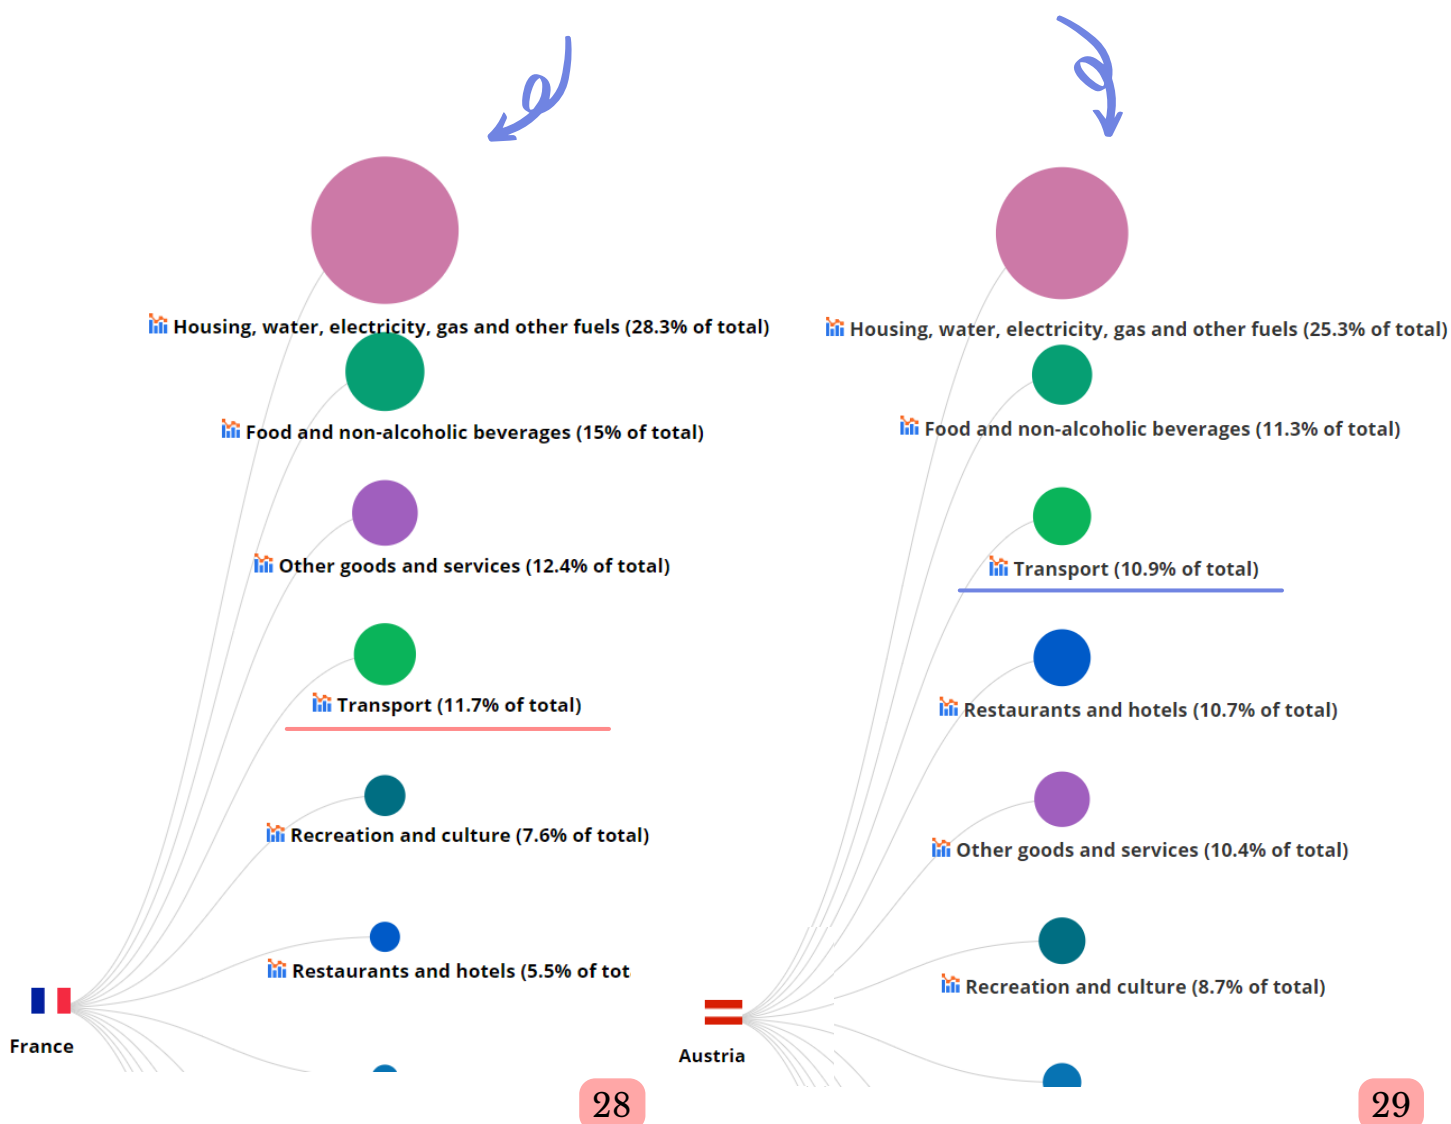 Housing, water, electricity, gas and other fuels (28.3% of total)
Food and non-alcoholic beverages (15% of total)
Other goods and services (12.4% of total)
Transport (11.7% of total)
Recreation and culture (7.6% of total)
Restaurants and hotels (5.5% of tot
France
28
Housing, water, electricity, gas and other fuels (25.3% of total)
Food and non-alcoholic beverages (11.3% of total)
Transport (10.9% of total)
Restaurants and hotels (10.7% of total)
Other goods and services (10.4% of total)
Recreation and culture (8.7% of total)
Austria
29